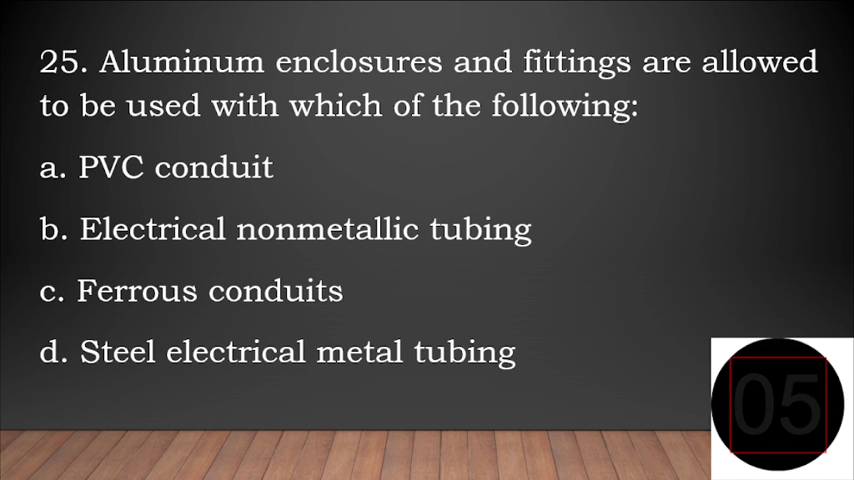 25. Aluminum enclosures and fittings are allowed
to be used with which of the following:
a. PVC conduit
b. Electrical nonmetallic tubing
c. Ferrous conduits
d. Steel electrical metal tubing
05